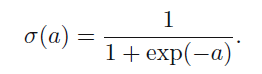 σ(a) = 1 / (1 + exp(−a)).